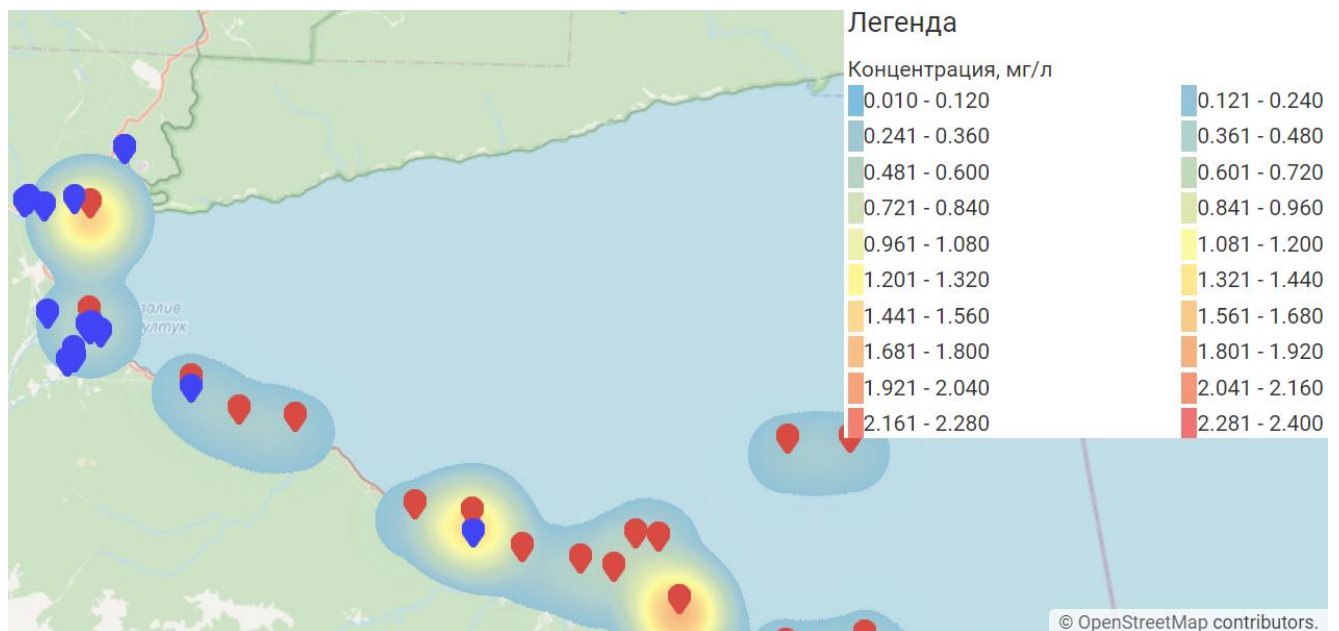 Легенда
Концентрация, мг/л
0.010 - 0.120 0.121 - 0.240
0.241 - 0.360 0.361 - 0.480
0.481 - 0.600 0.601 - 0.720
0.721 - 0.840 0.841 - 0.960
0.961 - 1.080 1.081 - 1.200
1.201 - 1.320 1.321 - 1.440
1.441 - 1.560 1.561 - 1.680
1.681 - 1.800 1.801 - 1.920
1.921 - 2.040 2.041 - 2.160
2.161 - 2.280 2.281 - 2.400
© OpenStreetMap contributors.